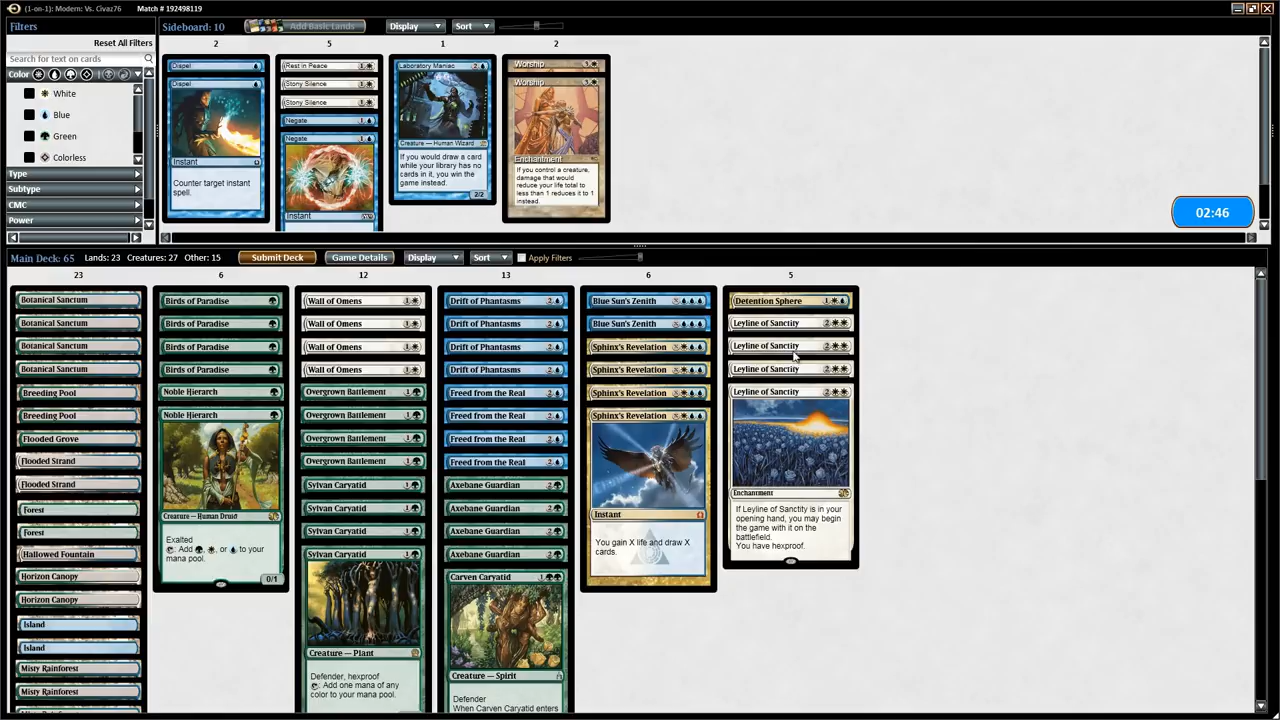 (1-on-1): Modern: Vs. Civaz76 Match # 192498119
Filters
Reset All Filters
Search for text on cards
Color
White
Blue
Green
Colorless
Type
Subtype
CMC
Power
Sideboard: 10
Add Basic Lands
Display
Sort
2
5
1
2
Dispel
Dispel
Instant
Counter target instant
spell.
Rest in Peace
Stony Silence
Stony Silence
Negate
Negate
Instant
Laboratory Maniac
Creature — Human Wizard
If you would draw a card
while your library has no
cards in it, you win the
game instead.
2/2
Worship
Worship
Enchantment
If you control a creature,
damage that would
reduce your life total to
less than 1 reduces it to 1
instead.
02:46
Main Deck: 65 Lands: 23 Creatures: 27 Other: 15
Submit Deck
Game Details
Display
Sort
Apply Filters
23
6
12
13
6
5
Botanical Sanctum
Botanical Sanctum
Botanical Sanctum
Botanical Sanctum
Breeding Pool
Breeding Pool
Flooded Grove
Flooded Strand
Flooded Strand
Forest
Forest
Hallowed Fountain
Horizon Canopy
Horizon Canopy
Island
Island
Misty Rainforest
Misty Rainforest
Birds of Paradise
Birds of Paradise
Birds of Paradise
Birds of Paradise
Noble Hierarch
Noble Hierarch
Creature — Human Druid
Exalted
: Add , , or to your
mana pool.
0/1
Wall of Omens
Wall of Omens
Wall of Omens
Wall of Omens
Overgrown Battlement
Overgrown Battlement
Overgrown Battlement
Overgrown Battlement
Sylvan Caryatid
Sylvan Caryatid
Sylvan Caryatid
Sylvan Caryatid
Creature — Plant
Defender, hexproof
: Add one mana of any
color to your mana pool.
Drift of Phantasms
Drift of Phantasms
Drift of Phantasms
Drift of Phantasms
Freed from the Real
Freed from the Real
Freed from the Real
Freed from the Real
Axebane Guardian
Axebane Guardian
Axebane Guardian
Axebane Guardian
Carven Caryatid
Creature — Spirit
Defender
When Carven Caryatid enters
Blue Sun's Zenith
Blue Sun's Zenith
Sphinx's Revelation
Sphinx's Revelation
Sphinx's Revelation
Sphinx's Revelation
Instant
You gain X life and draw X
cards.
Detention Sphere
Leyline of Sanctity
Leyline of Sanctity
Leyline of Sanctity
Leyline of Sanctity
Enchantment
If Leyline of Sanctity is in your
opening hand, you may begin
the game with it on the
battlefield.
You have hexproof.